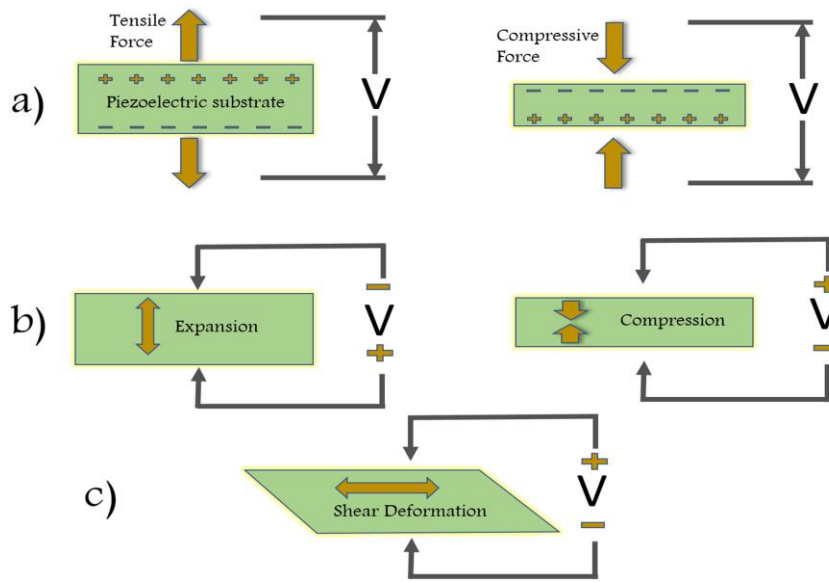 Tensile
Force
+ + + + + + +
Piezoelectric substrate
− − − − − − −
V
a)
Compressive
Force
− − − − − − −
+ + + + + + +
V
b)
Expansion
−
V
+
Compression
+
V
−
c)
Shear Deformation
+
V
−